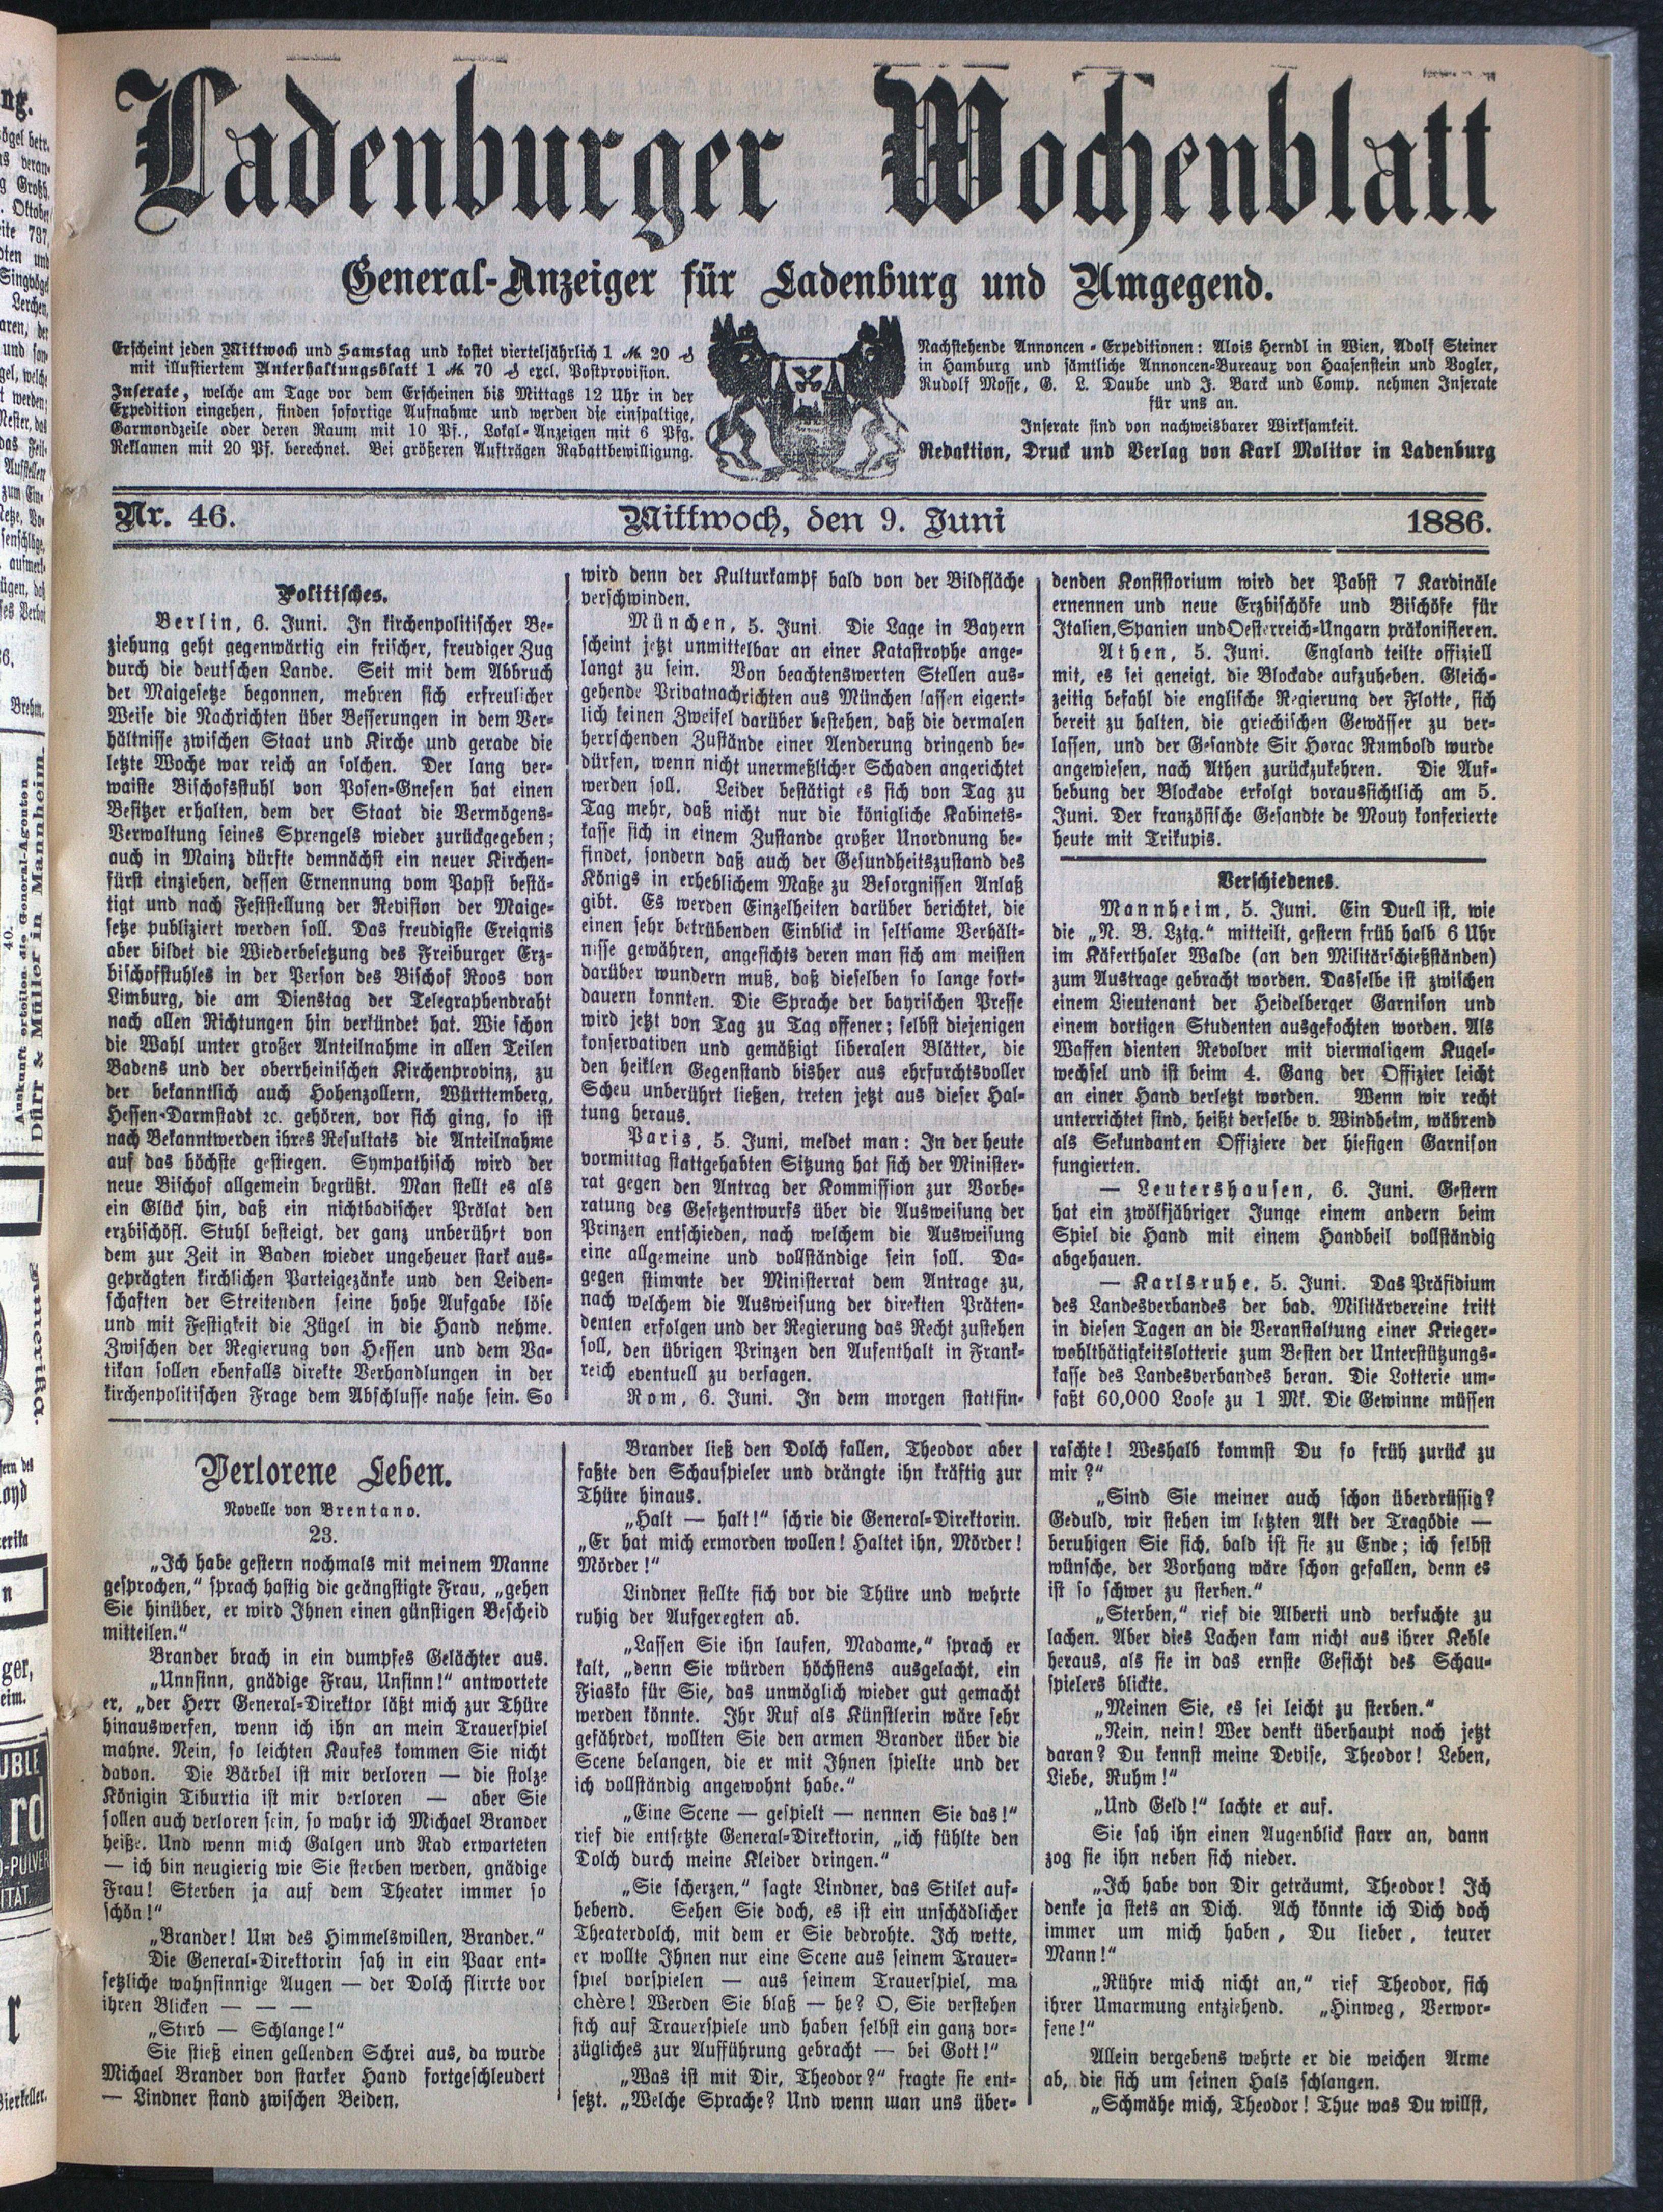 Ladenburger Wochenblatt
General-Anzeiger für Ladenburg und Umgegend.
Erscheint jeden Mittwoch und Samstag und kostet vierteljährlich 1 ℳ 20 ₰
mit illustiertem Unterhaltungsblatt 1 ℳ 70 ₰ excl. Postprovision.
Inserate, welche am Tage vor dem Erscheinen bis Mittags 12 Uhr in der
Expedition eingehen, finden sofortige Aufnahme und werden die einspaltige,
Garmondzeile oder deren Raum mit 10 Pf., Lokal-Anzeigen mit 6 Pfg.
Reklamen mit 20 Pf. berechnet. Bei größeren Aufträgen Rabattbewilligung.
Nachstehende Annoncen-Expeditionen: Alois Herndl in Wien, Adolf Steiner
in Hamburg und sämtliche Annoncen-Bureaux von Haasenstein und Vogler,
Rudolf Mosse, G. L. Daube und J. Barck und Comp. nehmen Inserate
für uns an.
Inserate sind von nachweisbarer Wirksamkeit.
Redaktion, Druck und Verlag von Karl Molitor in Ladenburg
Nr. 46.
Mittwoch, den 9. Juni
1886.
Politisches.
Berlin, 6. Juni. In kirchenpolitischer Be-
ziehung geht gegenwärtig ein frischer, freudiger Zug
durch die deutschen Lande. Seit mit dem Abbruch
der Maigesetze begonnen, mehren sich erfreulicher
Weise die Nachrichten über Besserungen in dem Ver-
hältnisse zwischen Staat und Kirche und gerade die
letzte Woche war reich an solchen. Der lang ver-
waiste Bischofsstuhl von Posen-Gnesen hat einen
Besitzer erhalten, dem der Staat die Vermögens-
Verwaltung seines Sprengels wieder zurückgegeben;
auch in Mainz dürfte demnächst ein neuer Kirchen-
fürst einziehen, dessen Ernennung vom Papst bestä-
tigt und nach Feststellung der Revision der Maige-
setze publiziert werden soll. Das freudigste Ereignis
aber bildet die Wiederbesetzung des Freiburger Erz-
bischofstuhles in der Person des Bischof Roos von
Limburg, die am Dienstag der Telegraphendraht
nach allen Richtungen hin verkündet hat. Wie schon
die Wahl unter großer Anteilnahme in allen Teilen
Badens und der oberrheinischen Kirchenprovinz, zu
der bekanntlich auch Hohenzollern, Württemberg,
Hessen-Darmstadt ꝛc. gehören, vor sich ging, so ist
nach Bekanntwerden ihres Resultats die Anteilnahme
auf das höchste gestiegen. Sympathisch wird der
neue Bischof allgemein begrüßt. Man stellt es als
ein Glück hin, daß ein nichtbadischer Prälat den
erzbischöfl. Stuhl besteigt, der ganz unberührt von
dem zur Zeit in Baden wieder ungeheuer stark aus-
geprägten kirchlichen Parteigezänke und den Leiden-
schaften der Streitenden seine hohe Aufgabe löse
und mit Festigkeit die Zügel in die Hand nehme.
Zwischen der Regierung von Hessen und dem Va-
tikan sollen ebenfalls direkte Verhandlungen in der
kirchenpolitischen Frage dem Abschlusse nahe sein. So
wird denn der Kulturkampf bald von der Bildfläche
verschwinden.
München, 5. Juni. Die Lage in Bayern
scheint jetzt unmittelbar an einer Katastrophe ange-
langt zu sein. Von beachtenswerten Stellen aus-
gehende Privatnachrichten aus München lassen eigent-
lich keinen Zweifel darüber bestehen, daß die dermalen
herrschenden Zustände einer Aenderung dringend be-
dürfen, wenn nicht unermeßlicher Schaden angerichtet
werden soll. Leider bestätigt es sich von Tag zu
Tag mehr, daß nicht nur die königliche Kabinets-
kasse sich in einem Zustande großer Unordnung be-
findet, sondern daß auch der Gesundheitszustand des
Königs in erheblichem Maße zu Besorgnissen Anlaß
gibt. Es werden Einzelheiten darüber berichtet, die
einen sehr betrübenden Einblick in seltsame Verhält-
nisse gewähren, angesichts deren man sich am meisten
darüber wundern muß, daß dieselben so lange fort-
dauern konnten. Die Sprache der bayrischen Presse
wird jetzt von Tag zu Tag offener; selbst diejenigen
konservativen und gemäßigt liberalen Blätter, die
den heiklen Gegenstand bisher aus ehrfurchtsvoller
Scheu unberührt ließen, treten jetzt aus dieser Hal-
tung heraus.
Paris, 5. Juni, meldet man: In der heute
vormittag stattgehabten Sitzung hat sich der Minister-
rat gegen den Antrag der Kommission zur Vorbe-
ratung des Gesetzentwurfs über die Ausweisung der
Prinzen entschieden, nach welchem die Ausweisung
eine allgemeine und vollständige sein soll. Da-
gegen stimmte der Ministerrat dem Antrage zu,
nach welchem die Ausweisung der direkten Präten-
denten erfolgen und der Regierung das Recht zustehen
soll, den übrigen Prinzen den Aufenthalt in Frank-
reich eventuell zu versagen.
Rom, 6. Juni. In dem morgen stattfin-
denden Konsistorium wird der Pabst 7 Kardinäle
ernennen und neue Erzbischöfe und Bischöfe für
Italien, Spanien und Oesterreich-Ungarn präkonisieren.
Athen, 5. Juni. England teilte offiziell
mit, es sei geneigt, die Blockade aufzuheben. Gleich-
zeitig befahl die englische Regierung der Flotte, sich
bereit zu halten, die griechischen Gewässer zu ver-
lassen, und der Gesandte Sir Horac Rumbold wurde
angewiesen, nach Athen zurückzukehren. Die Auf-
hebung der Blockade erfolgt voraussichtlich am 5.
Juni. Der französische Gesandte de Mouy konferierte
heute mit Trikupis.
Verschiedenes.
Mannheim, 5. Juni. Ein Duell ist, wie
die „N. B. Lztg.“ mitteilt, gestern früh halb 6 Uhr
im Käferthaler Walde (an den Militärschießständen)
zum Austrage gebracht worden. Dasselbe ist zwischen
einem Lieutenant der Heidelberger Garnison und
einem dortigen Studenten ausgefochten worden. Als
Waffen dienten Revolver mit viermaligem Kugel-
wechsel und ist beim 4. Gang der Offizier leicht
an einer Hand verletzt worden. Wenn wir recht
unterrichtet sind, heißt derselbe v. Windheim, während
als Sekundanten Offiziere der hiesigen Garnison
fungierten.
— Leutershausen, 6. Juni. Gestern
hat ein zwölfjähriger Junge einem andern beim
Spiel die Hand mit einem Handbeil vollständig
abgehauen.
— Karlsruhe, 5. Juni. Das Präsidium
des Landesverbandes der bad. Militärvereine tritt
in diesen Tagen an die Veranstaltung einer Krieger-
wohlthätigkeitslotterie zum Besten der Unterstützungs-
kasse des Landesverbandes heran. Die Lotterie um-
faßt 60,000 Loose zu 1 Mk. Die Gewinne müssen
Verlorene Leben.
Novelle von Brentano.
23.
„Ich habe gestern nochmals mit meinem Manne
gesprochen,“ sprach hastig die geängstigte Frau, „gehen
Sie hinüber, er wird Ihnen einen günstigen Bescheid
mitteilen.“
Brander brach in ein dumpfes Gelächter aus.
„Unnsinn, gnädige Frau, Unsinn!“ antwortete
er, „der Herr General-Direktor läßt mich zur Thüre
hinauswerfen, wenn ich ihn an mein Trauerspiel
mahne. Nein, so leichten Kaufes kommen Sie nicht
davon. Die Bärbel ist mir verloren — die stolze
Königin Tiburtia ist mir verloren — aber Sie
sollen auch verloren sein, so wahr ich Michael Brander
heiße. Und wenn mich Galgen und Rad erwarteten
— ich bin neugierig wie Sie sterben werden, gnädige
Frau! Sterben ja auf dem Theater immer so
schön!“
„Brander! Um des Himmelswillen, Brander.“
Die General-Direktorin sah in ein Paar ent-
setzliche wahnsinnige Augen — der Dolch flirrte vor
ihren Blicken — — —
„Stirb — Schlange!“
Sie stieß einen gellenden Schrei aus, da wurde
Michael Brander von starker Hand fortgeschleudert
— Lindner stand zwischen Beiden.
Brander ließ den Dolch fallen, Theodor aber
faßte den Schauspieler und drängte ihn kräftig zur
Thüre hinaus.
„Halt — halt!“ schrie die General-Direktorin.
„Er hat mich ermorden wollen! Haltet ihn, Mörder!
Mörder!“
Lindner stellte sich vor die Thüre und wehrte
ruhig der Aufgeregten ab.
„Lassen Sie ihn laufen, Madame,“ sprach er
kalt, „denn Sie würden höchstens ausgelacht, ein
Fiasko für Sie, das unmöglich wieder gut gemacht
werden könnte. Ihr Ruf als Künstlerin wäre sehr
gefährdet, wollten Sie den armen Brander über die
Scene belangen, die er mit Ihnen spielte und der
ich vollständig angewohnt habe.“
„Eine Scene — gespielt — nennen Sie das!“
rief die entsetzte General-Direktorin, „ich fühlte den
Dolch durch meine Kleider dringen.“
„Sie scherzen,“ sagte Lindner, das Stilet auf-
hebend. Sehen Sie doch, es ist ein unschädlicher
Theaterdolch, mit dem er Sie bedrohte. Ich wette,
er wollte Ihnen nur eine Scene aus seinem Trauer-
spiel vorspielen — aus seinem Trauerspiel, ma
chère! Werden Sie blaß — he? O, Sie verstehen
sich auf Trauerspiele und haben selbst ein ganz vor-
zügliches zur Aufführung gebracht — bei Gott!“
„Was ist mit Dir, Theodor?“ fragte sie ent-
setzt. „Welche Sprache? Und wenn man uns über-
raschte! Weshalb kommst Du so früh zurück zu
mir?“
„Sind Sie meiner auch schon überdrüssig?
Geduld, wir stehen im letzten Akt der Tragödie —
beruhigen Sie sich, bald ist sie zu Ende; ich selbst
wünsche, der Vorhang wäre schon gefallen, denn es
ist so schwer zu sterben.“
„Sterben,“ rief die Alberti und versuchte zu
lachen. Aber dies Lachen kam nicht aus ihrer Kehle
heraus, als sie in das ernste Gesicht des Schau-
spielers blickte.
„Meinen Sie, es sei leicht zu sterben.“
„Nein, nein! Wer denkt überhaupt noch jetzt
daran? Du kennst meine Devise, Theodor! Leben,
Liebe, Ruhm!“
„Und Geld!“ lachte er auf.
Sie sah ihn einen Augenblick starr an, dann
zog sie ihn neben sich nieder.
„Ich habe von Dir geträumt, Theodor! Ich
denke ja stets an Dich. Ach könnte ich Dich doch
immer um mich haben, Du lieber, teurer
Mann!“
„Rühre mich nicht an,“ rief Theodor, sich
ihrer Umarmung entziehend. „Hinweg, Verwor-
fene!“
Allein vergebens wehrte er die weichen Arme
ab, die sich um seinen Hals schlangen.
„Schmähe mich, Theodor! Thue was Du willst,